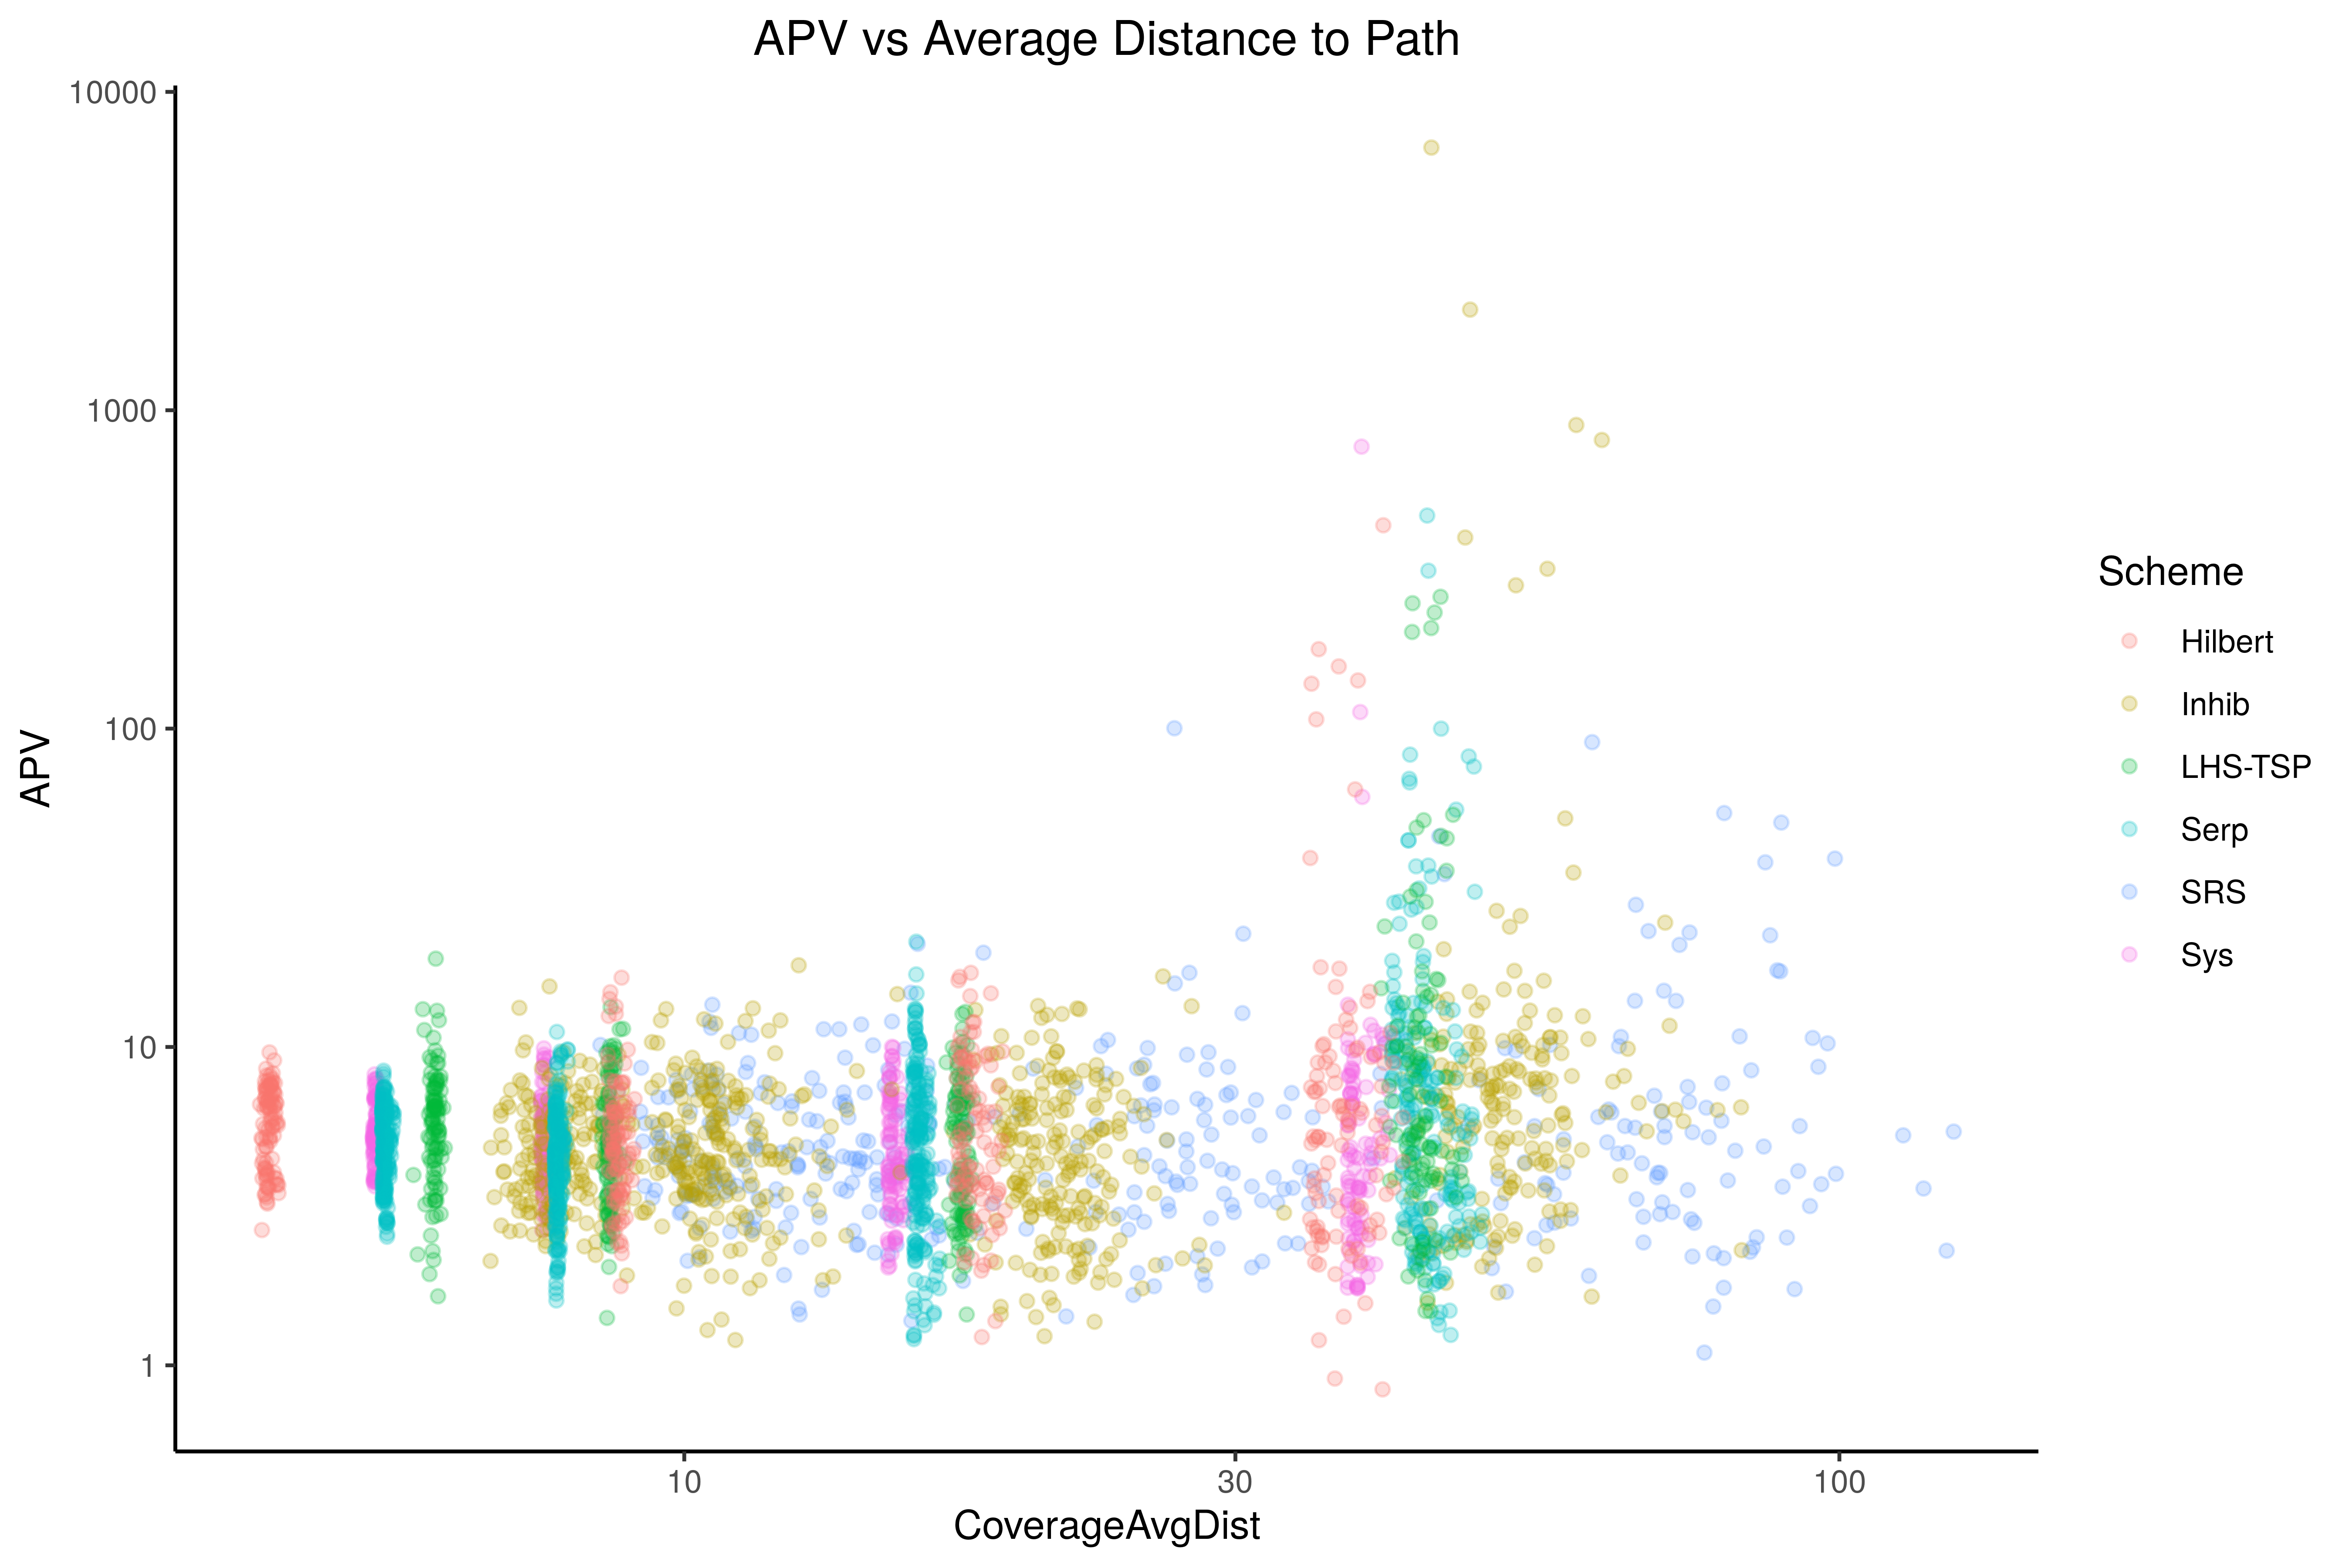 APV vs Average Distance to Path
10000
1000
100
10
1
APV
10
30
100
CoverageAvgDist
Scheme
Hilbert
Inhib
LHS-TSP
Serp
SRS
Sys